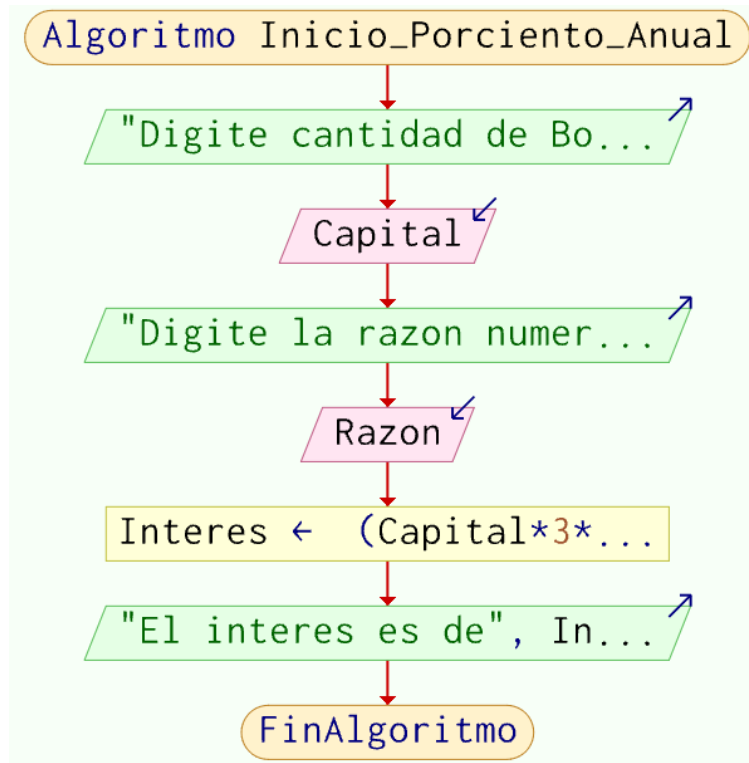 Algoritmo Inicio_Porciento_Anual
"Digite cantidad de Bo...
Capital
"Digite la razon numer...
Razon
Interes ← (Capital*3*...
"El interes es de", In...
FinAlgoritmo